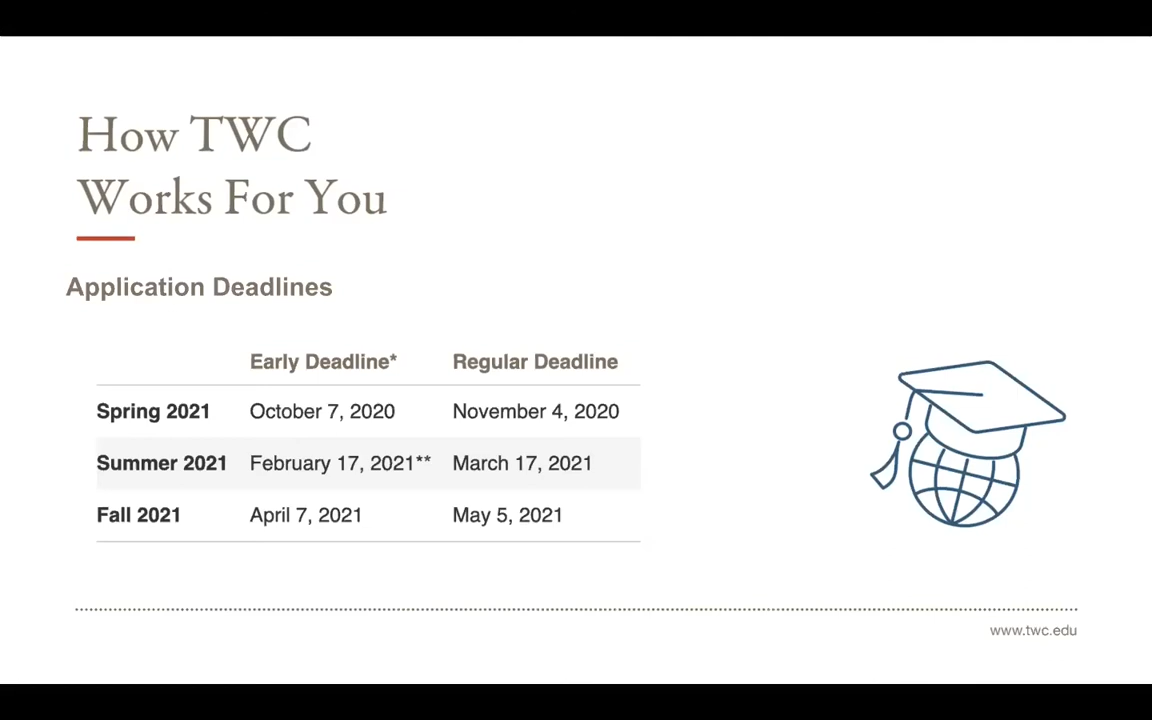 How TWC
Works For You
Application Deadlines
Early Deadline* Regular Deadline
Spring 2021 October 7, 2020 November 4, 2020
Summer 2021 February 17, 2021** March 17, 2021
Fall 2021 April 7, 2021 May 5, 2021
www.twc.edu